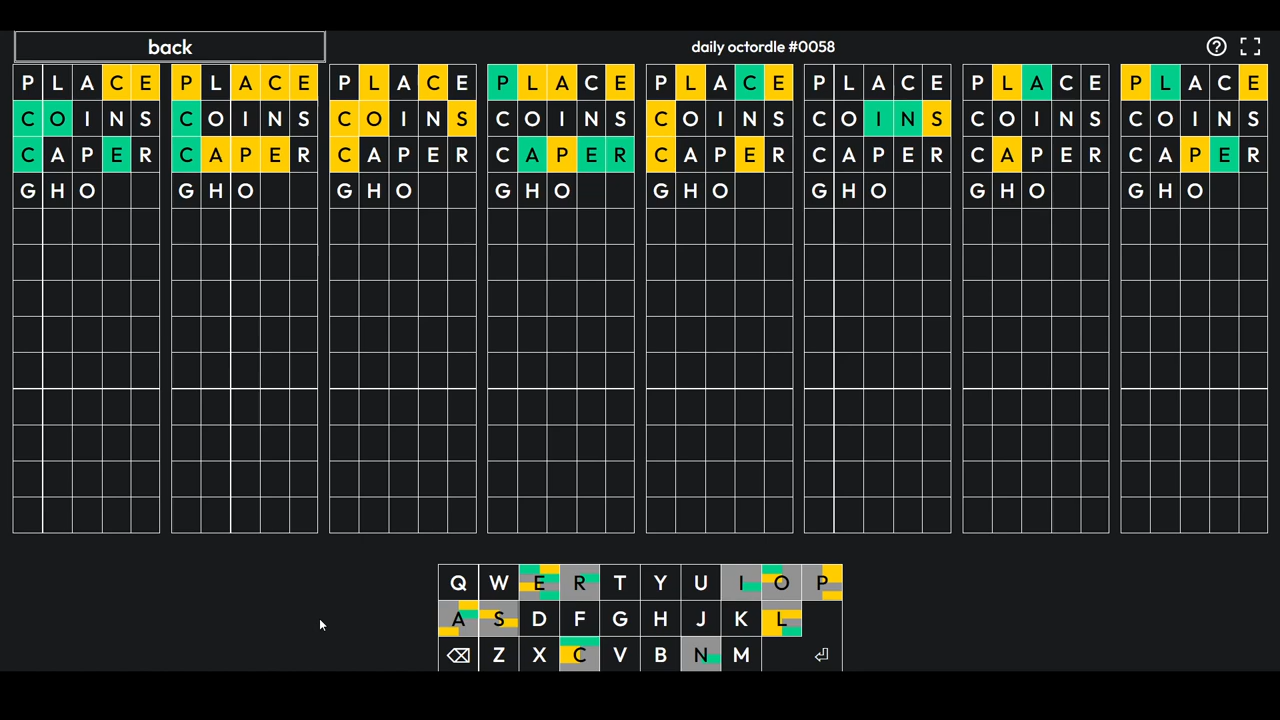 back
daily octordle #0058
PLACE PLACE PLACE PLACE PLACE PLACE PLACE PLACE
COINS COINS COINS COINS COINS COINS COINS COINS
CAPER CAPER CAPER CAPER CAPER CAPER CAPER CAPER
GHO GHO GHO GHO GHO GHO GHO GHO
Q W E R T Y U I O P
A S D F G H J K L
Z X C V B N M